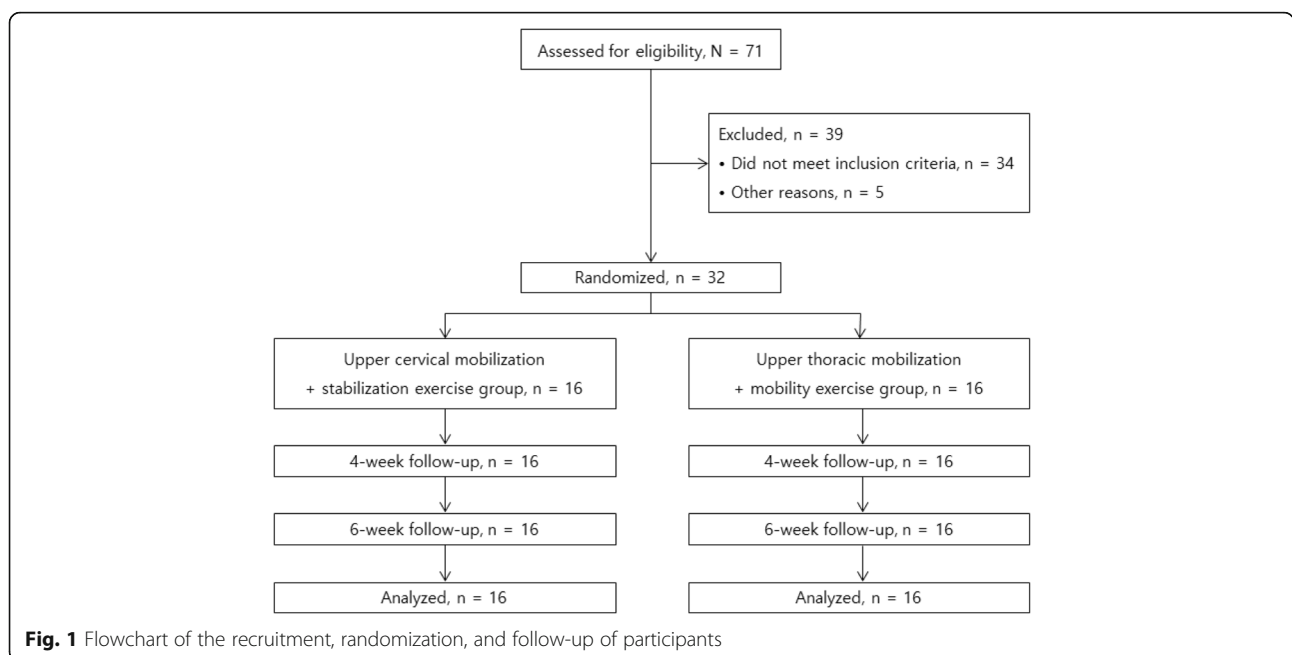 Assessed for eligibility, N = 71
Excluded, n = 39
• Did not meet inclusion criteria, n = 34
• Other reasons, n = 5
Randomized, n = 32
Upper cervical mobilization
+ stabilization exercise group, n = 16
Upper thoracic mobilization
+ mobility exercise group, n = 16
4-week follow-up, n = 16
4-week follow-up, n = 16
6-week follow-up, n = 16
6-week follow-up, n = 16
Analyzed, n = 16
Analyzed, n = 16
Fig. 1 Flowchart of the recruitment, randomization, and follow-up of participants